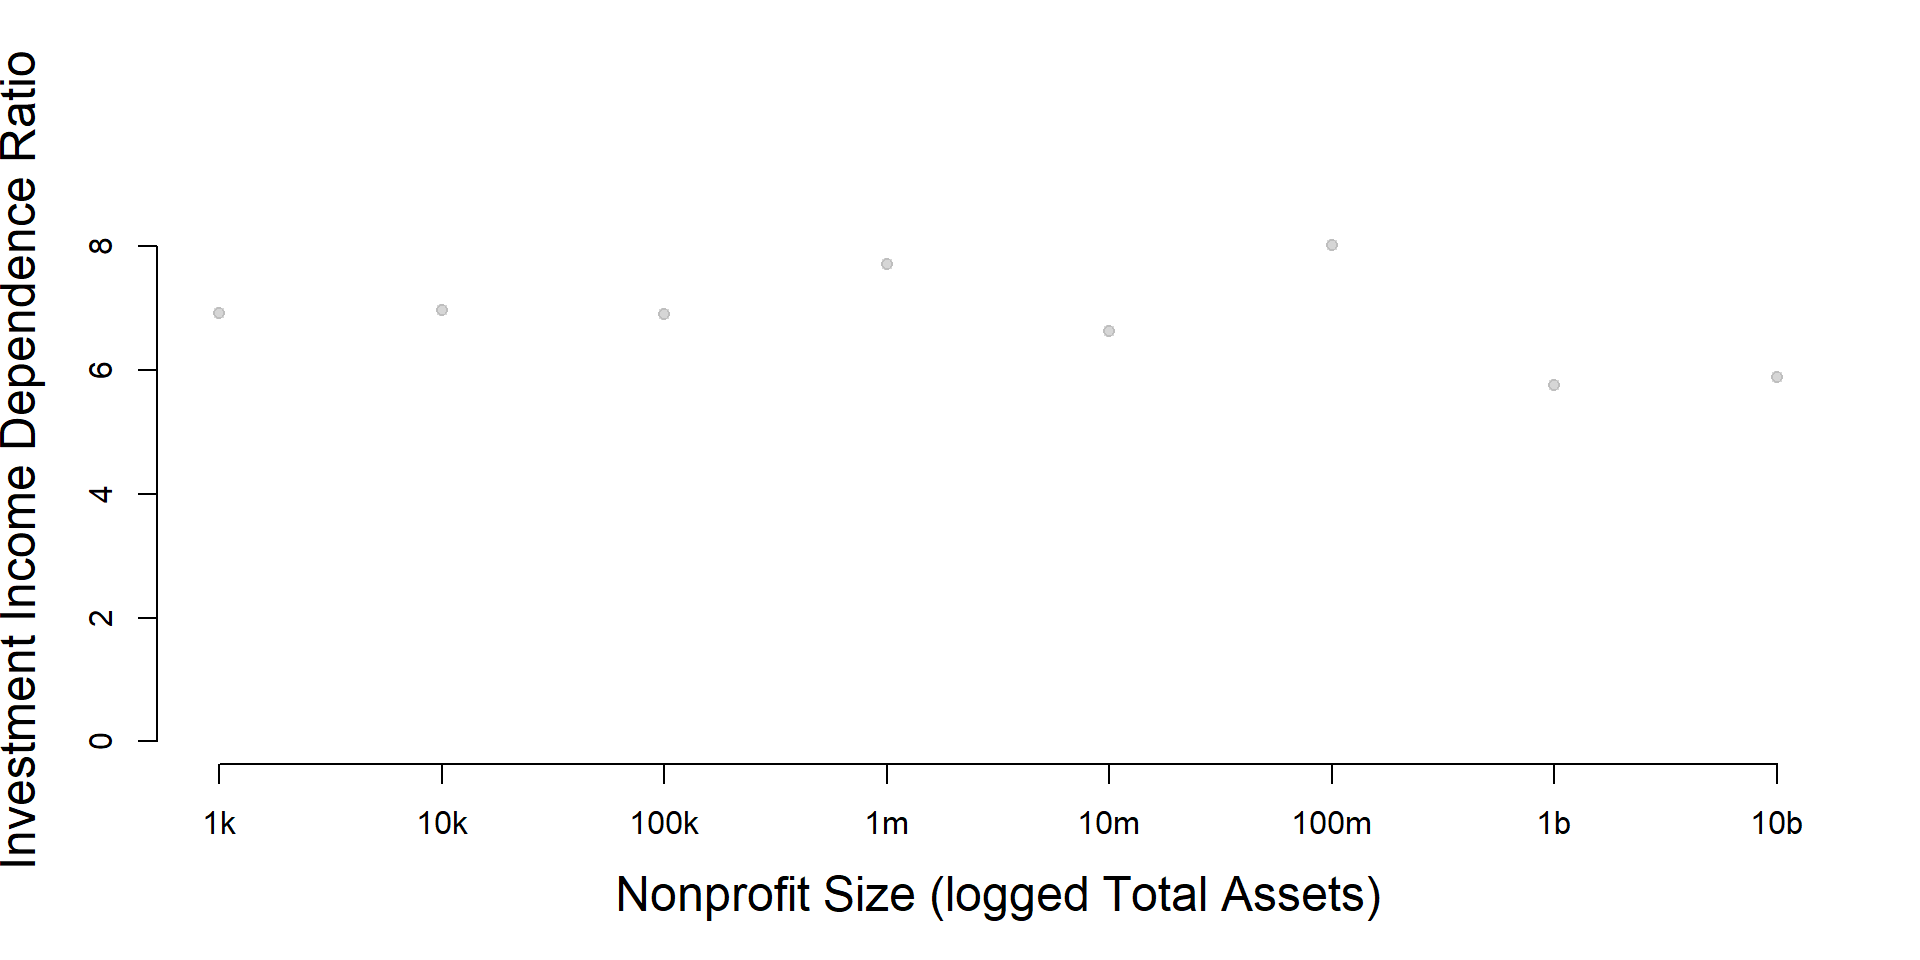 Investment Income Dependence Ratio
8
6
4
2
0
1k 10k 100k 1m 10m 100m 1b 10b
Nonprofit Size (logged Total Assets)